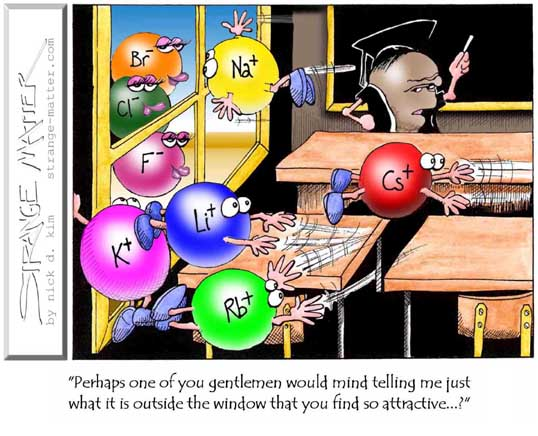 STRANGE MATTER
by nick d. kim strange-matter.com
Br-
Na+
Cl-
F-
Cs+
K+
Li+
Rb+
"Perhaps one of you gentlemen would mind telling me just
what it is outside the window that you find so attractive...?"